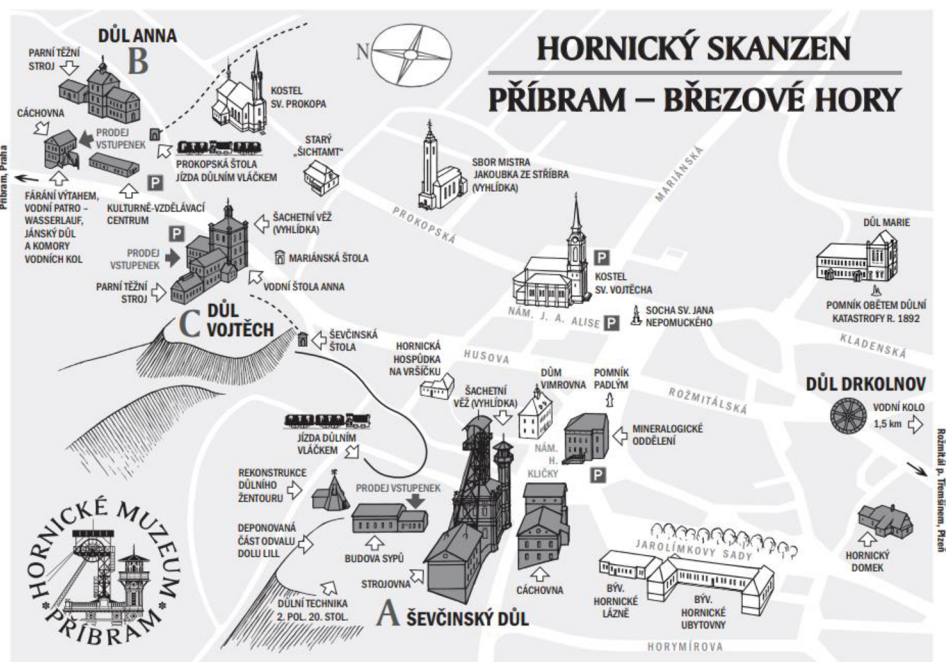 HORNICKÝ SKANZEN
PŘÍBRAM – BŘEZOVÉ HORY
N
DŮL ANNA
B
PARNÍ TĚŽNÍ
STROJ
CÁCHOVNA
PRODEJ
VSTUPENEK
Příbram, Praha
FÁRÁNÍ VÝTAHEM,
VODNÍ PATRO –
WASSERLAUF,
JÁNSKÝ DŮL
A KOMORY
VODNÍCH KOL
P
KULTURNĚ-VZDĚLÁVACÍ
CENTRUM
KOSTEL
SV. PROKOPA
PROKOPSKÁ ŠTOLA
JÍZDA DŮLNÍM VLÁČKEM
STARÝ
„ŠICHTAMT“
SBOR MISTRA
JAKOUBKA ZE STŘÍBRA
(VYHLÍDKA)
MARIÁNSKÁ
PROKOPSKÁ
P
ŠACHETNÍ VĚŽ
(VYHLÍDKA)
PRODEJ
VSTUPENEK
MARIÁNSKÁ ŠTOLA
PARNÍ TĚŽNÍ
STROJ
VODNÍ ŠTOLA ANNA
C DŮL
VOJTĚCH
ŠEVČINSKÁ
ŠTOLA
P
KOSTEL
SV. VOJTĚCHA
NÁM. J. A. ALISE
P
SOCHA SV. JANA
NEPOMUCKÉHO
DŮL MARIE
POMNÍK OBĚTEM DŮLNÍ
KATASTROFY R. 1892
KLADENSKÁ
HUSOVA
ROŽMITÁLSKÁ
HORNICKÁ
HOSPŮDKA
NA VRŠÍČKU
ŠACHETNÍ
VĚŽ (VYHLÍDKA)
DŮM
VIMROVNA
POMNÍK
PADLÝM
MINERALOGICKÉ
ODDĚLENÍ
P
NÁM.
H.
KLIČKY
DŮL DRKOLNOV
VODNÍ KOLO
1,5 km
Rožmitál p. Třemšínem, Plzeň
JÍZDA DŮLNÍM
VLÁČKEM
REKONSTRUKCE
DŮLNÍHO
ŽENTOURU
PRODEJ VSTUPENEK
DEPONOVANÁ
ČÁST ODVALU
DOLU LILL
BUDOVA SYPŮ
STROJOVNA
CÁCHOVNA
DŮLNÍ TECHNIKA
2. POL. 20. STOL.
A ŠEVČINSKÝ DŮL
JAROLÍMKOVY SADY
BÝV.
HORNICKÉ
LÁZNĚ
BÝV.
HORNICKÉ
UBYTOVNY
HORNICKÝ
DOMEK
HORYMÍROVA
HORNICKÉ MUZEUM
PŘÍBRAM